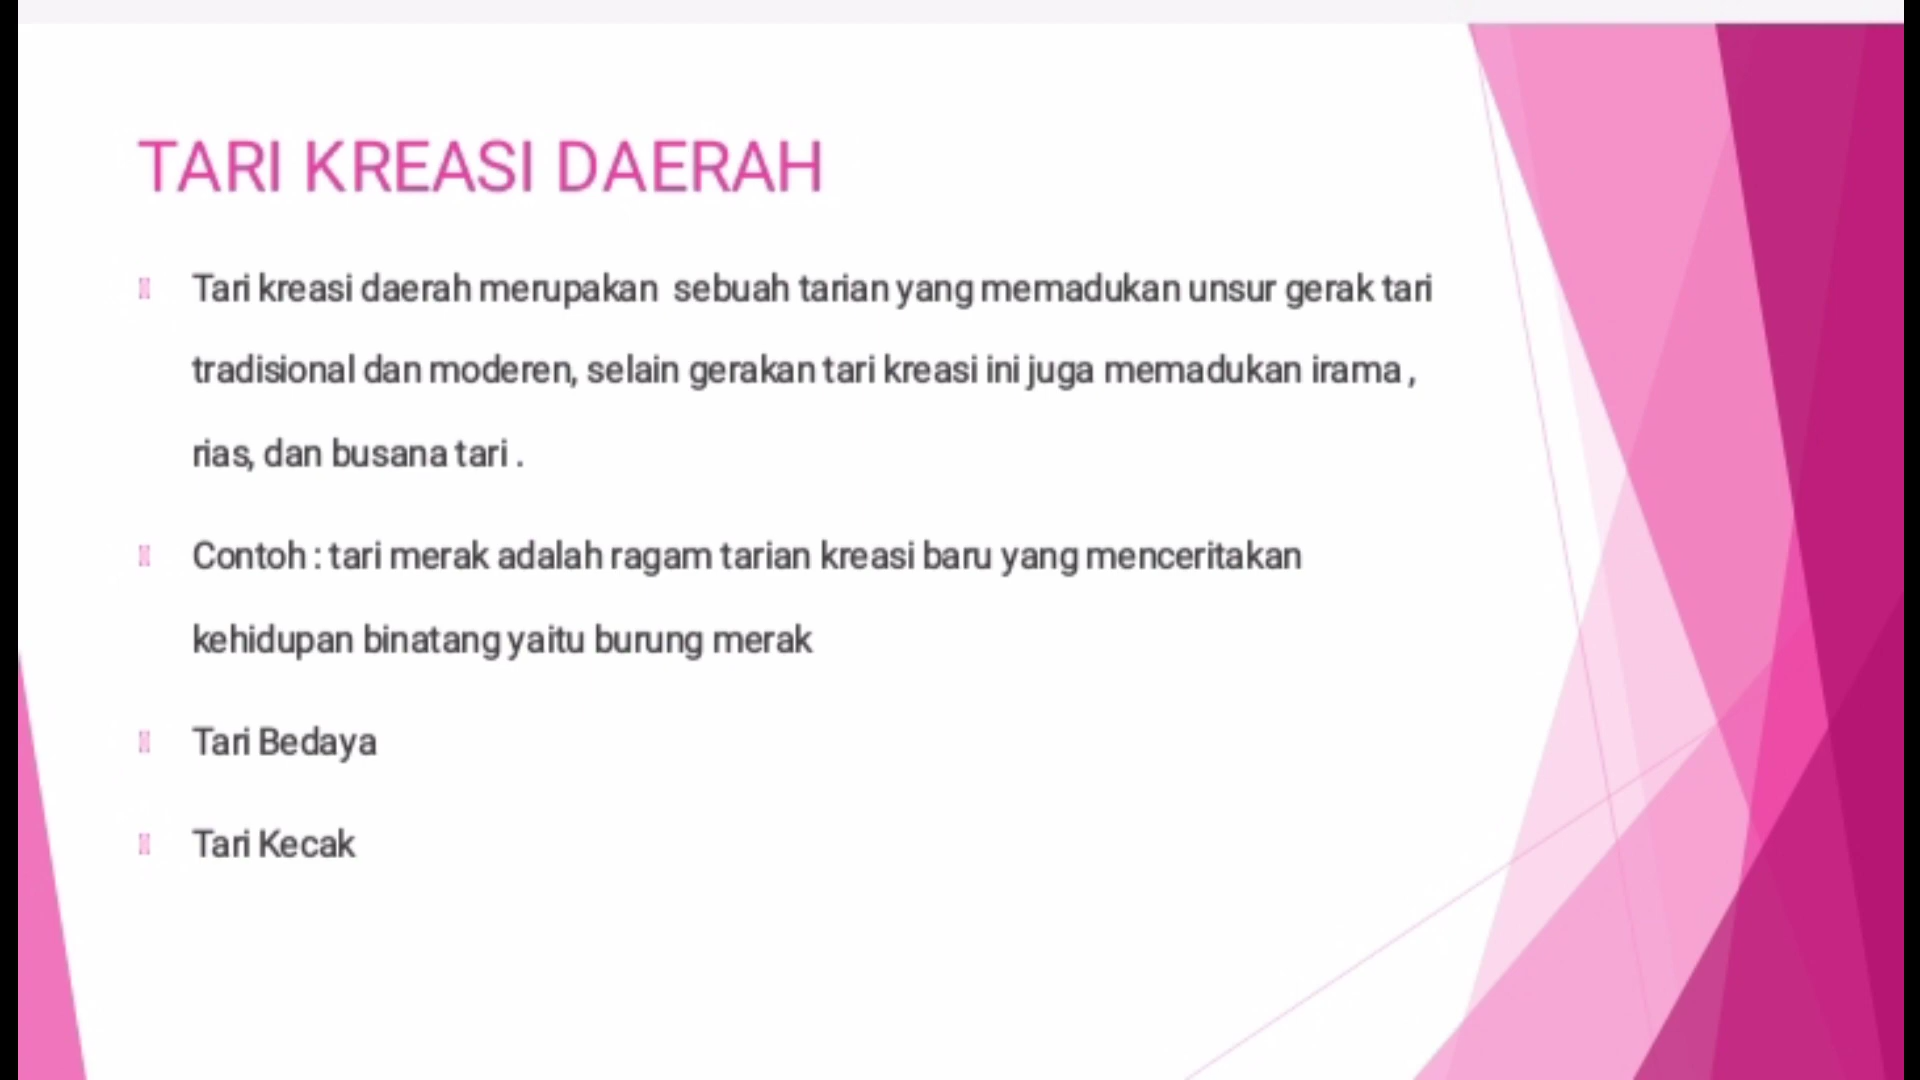 TARI KREASI DAERAH
Tari kreasi daerah merupakan  sebuah tarian yang memadukan unsur gerak tari
tradisional dan moderen, selain gerakan tari kreasi ini juga memadukan irama ,
rias, dan busana tari .
Contoh : tari merak adalah ragam tarian kreasi baru yang menceritakan
kehidupan binatang yaitu burung merak
Tari Bedaya
Tari Kecak